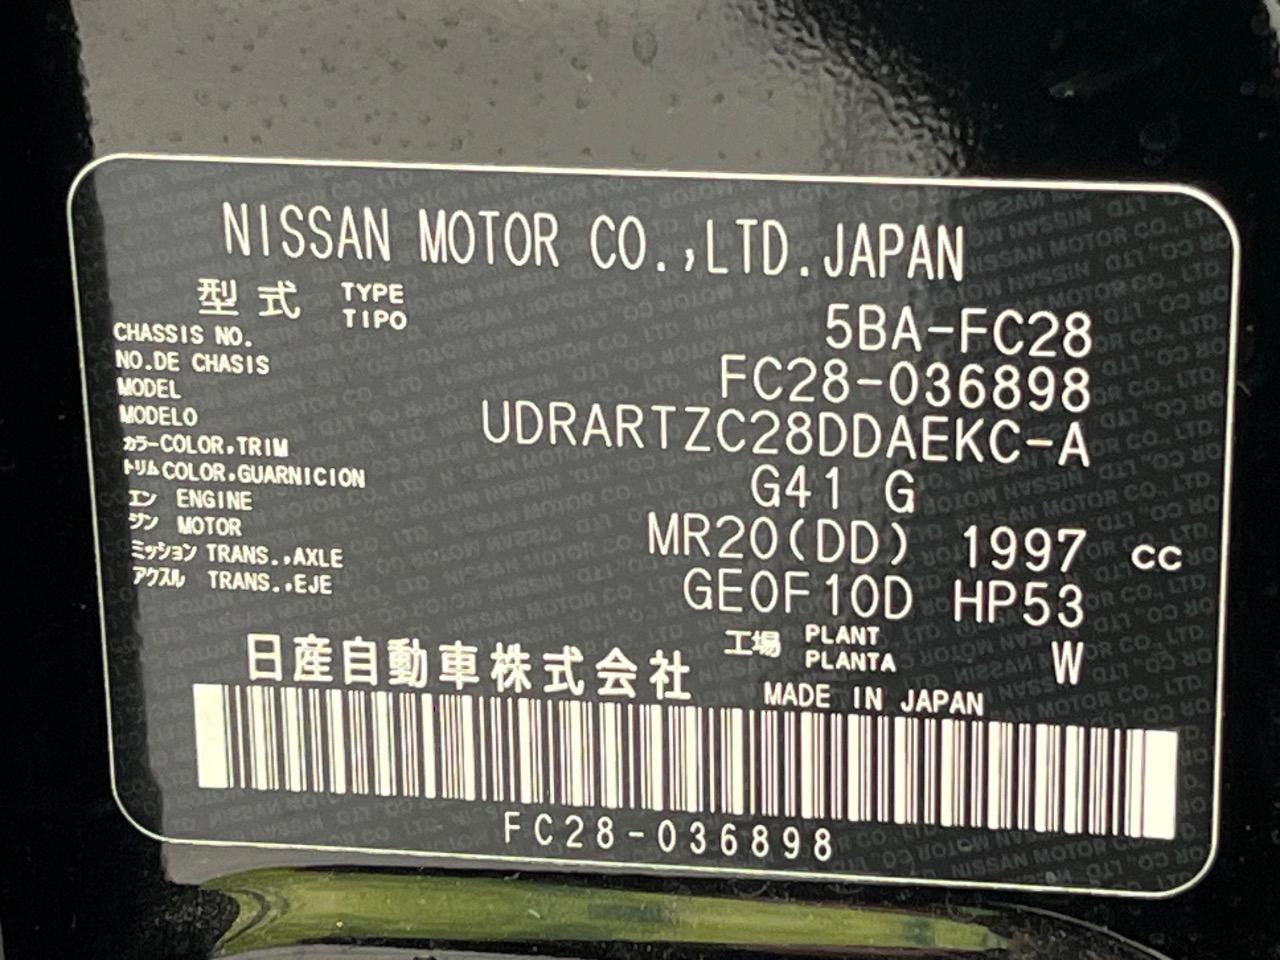 NISSAN MOTOR CO.,LTD.JAPAN
型式 TYPE TIPO 5BA-FC28
CHASSIS NO.
NO.DE CHASIS FC28-036898
MODEL
MODELO UDRARTZC28DDAEKC-A
カラー COLOR,TRIM
トリム COLOR,GUARNICION G41 G
エン ENGINE
ジン MOTOR MR20(DD) 1997 cc
ミッション TRANS.,AXLE
アクスル TRANS.,EJE GE0F10D HP53
工場 PLANT PLANTA W
日産自動車株式会社
MADE IN JAPAN
FC28-036898